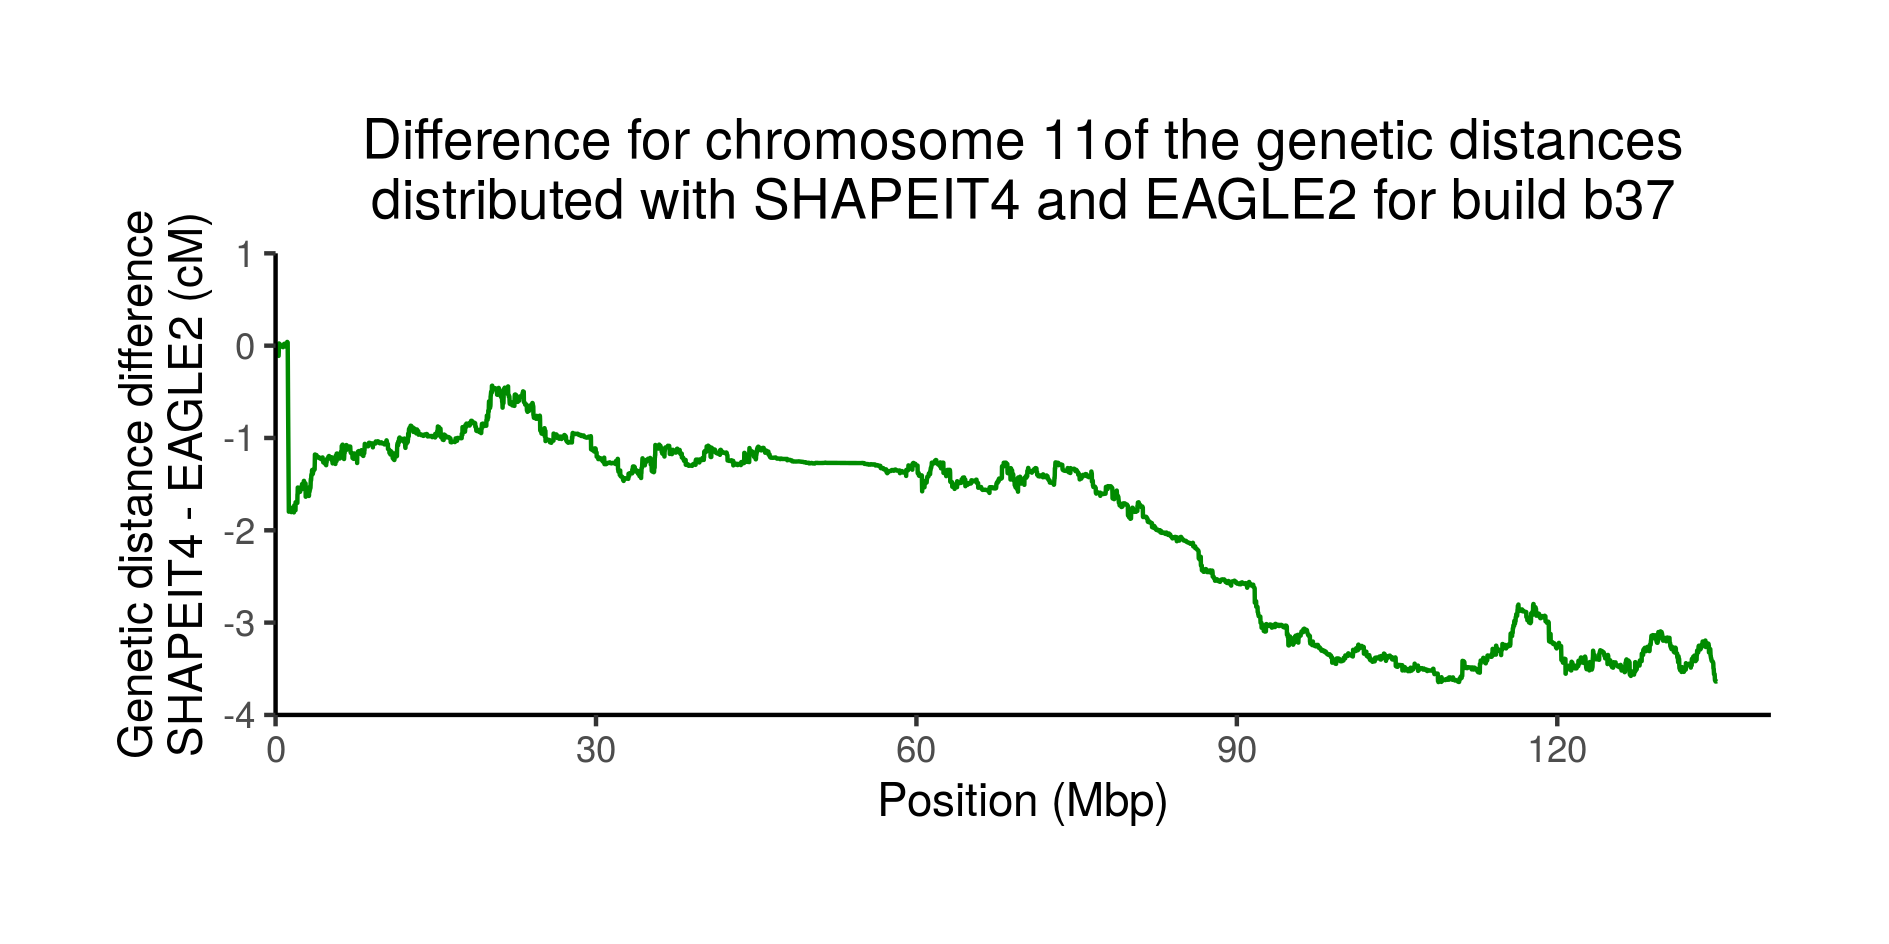 Difference for chromosome 11of the genetic distances
distributed with SHAPEIT4 and EAGLE2 for build b37
Genetic distance difference
SHAPEIT4 - EAGLE2 (cM)
1
0
-1
-2
-3
-4
0 30 60 90 120
Position (Mbp)